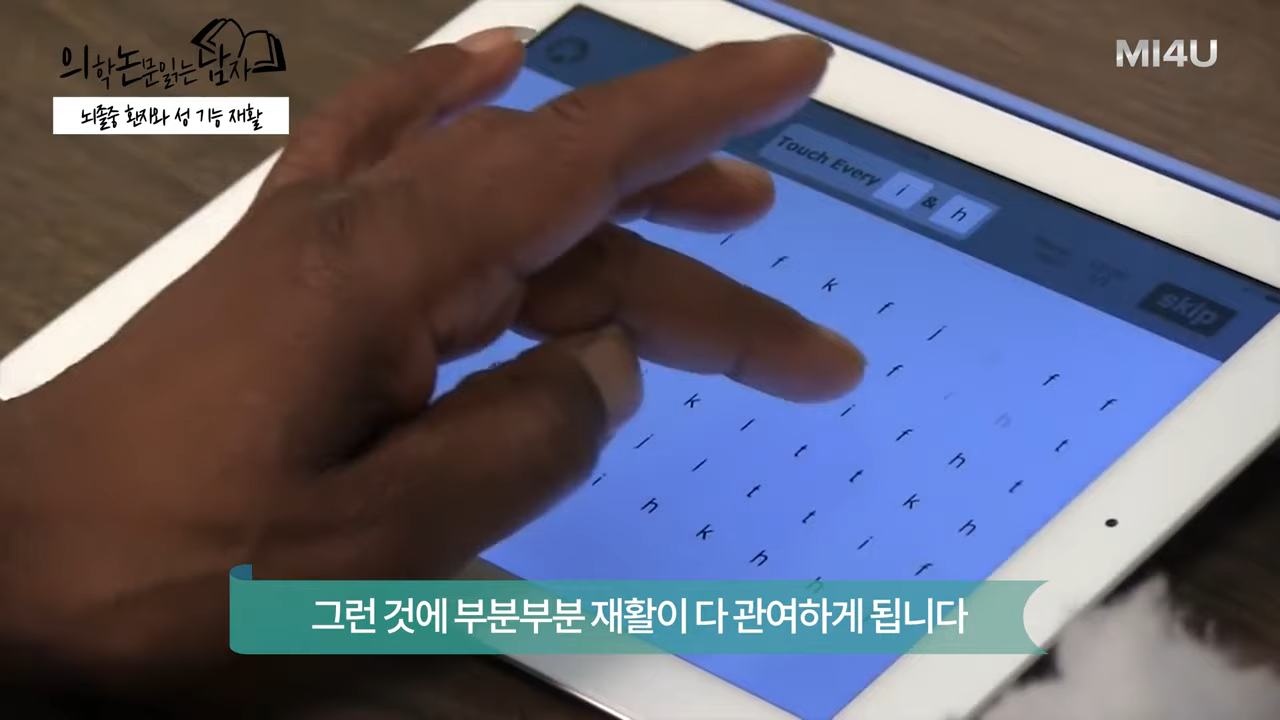 의학논문읽는남자
MI4U
뇌졸중 환자와 성 기능 재활
Touch Every i & h
skip
i f k f j
f f f
k l t i f h t
j l t t k h t
i h k h t i f
h
그런 것에 부분부분 재활이 다 관여하게 됩니다